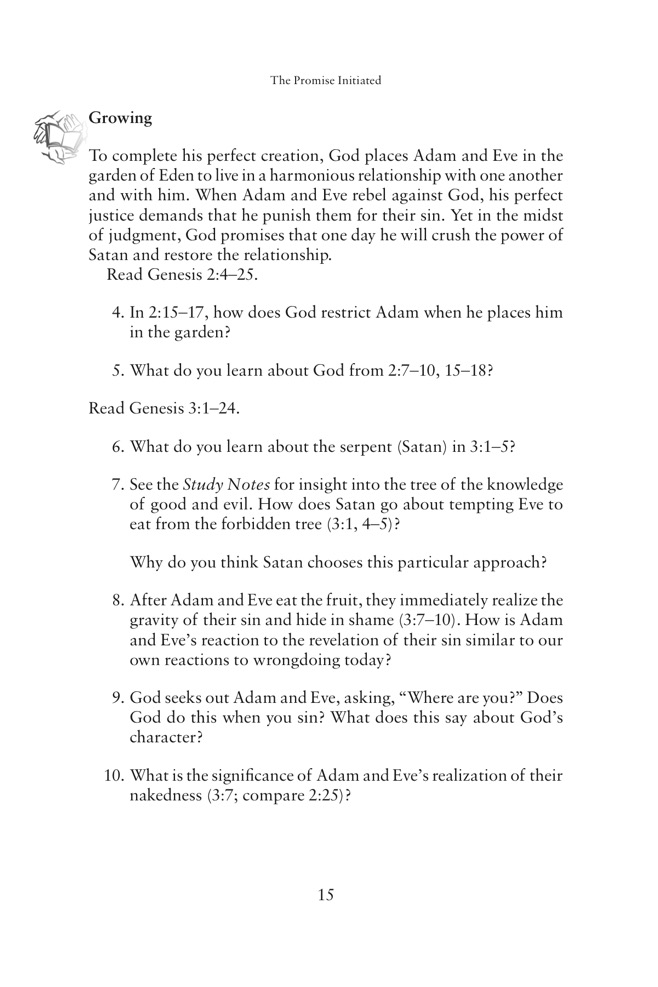 The Promise Initiated
Growing
To complete his perfect creation, God places Adam and Eve in the
garden of Eden to live in a harmonious relationship with one another
and with him. When Adam and Eve rebel against God, his perfect
justice demands that he punish them for their sin. Yet in the midst
of judgment, God promises that one day he will crush the power of
Satan and restore the relationship.
Read Genesis 2:4–25.
4. In 2:15–17, how does God restrict Adam when he places him
in the garden?
5. What do you learn about God from 2:7–10, 15–18?
Read Genesis 3:1–24.
6. What do you learn about the serpent (Satan) in 3:1–5?
7. See the Study Notes for insight into the tree of the knowledge
of good and evil. How does Satan go about tempting Eve to
eat from the forbidden tree (3:1, 4–5)?
Why do you think Satan chooses this particular approach?
8. After Adam and Eve eat the fruit, they immediately realize the
gravity of their sin and hide in shame (3:7–10). How is Adam
and Eve’s reaction to the revelation of their sin similar to our
own reactions to wrongdoing today?
9. God seeks out Adam and Eve, asking, “Where are you?” Does
God do this when you sin? What does this say about God’s
character?
10. What is the significance of Adam and Eve’s realization of their
nakedness (3:7; compare 2:25)?
15